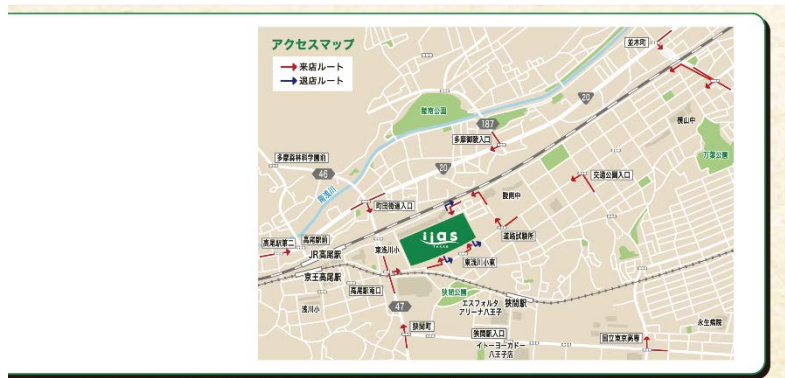 アクセスマップ
来店ルート
退店ルート
並木町
20
横山中
陵南公園
187
多摩御陵入口
万葉公園
多摩森林科学園前
46
20
交通公園入口
南浅川
町田街道入口
陵南中
高尾駅第二
高尾駅前
東浅川小
iias
TAKAO
道路試験所
JR高尾駅
東浅川小東
京王高尾駅
高尾駅南口
狭間公園
エスフォルタ
アリーナ八王子
狭間駅
浅川小
47
永生病院
狭間町
狭間駅入口
国立東京高専
イトーヨーカドー
八王子店